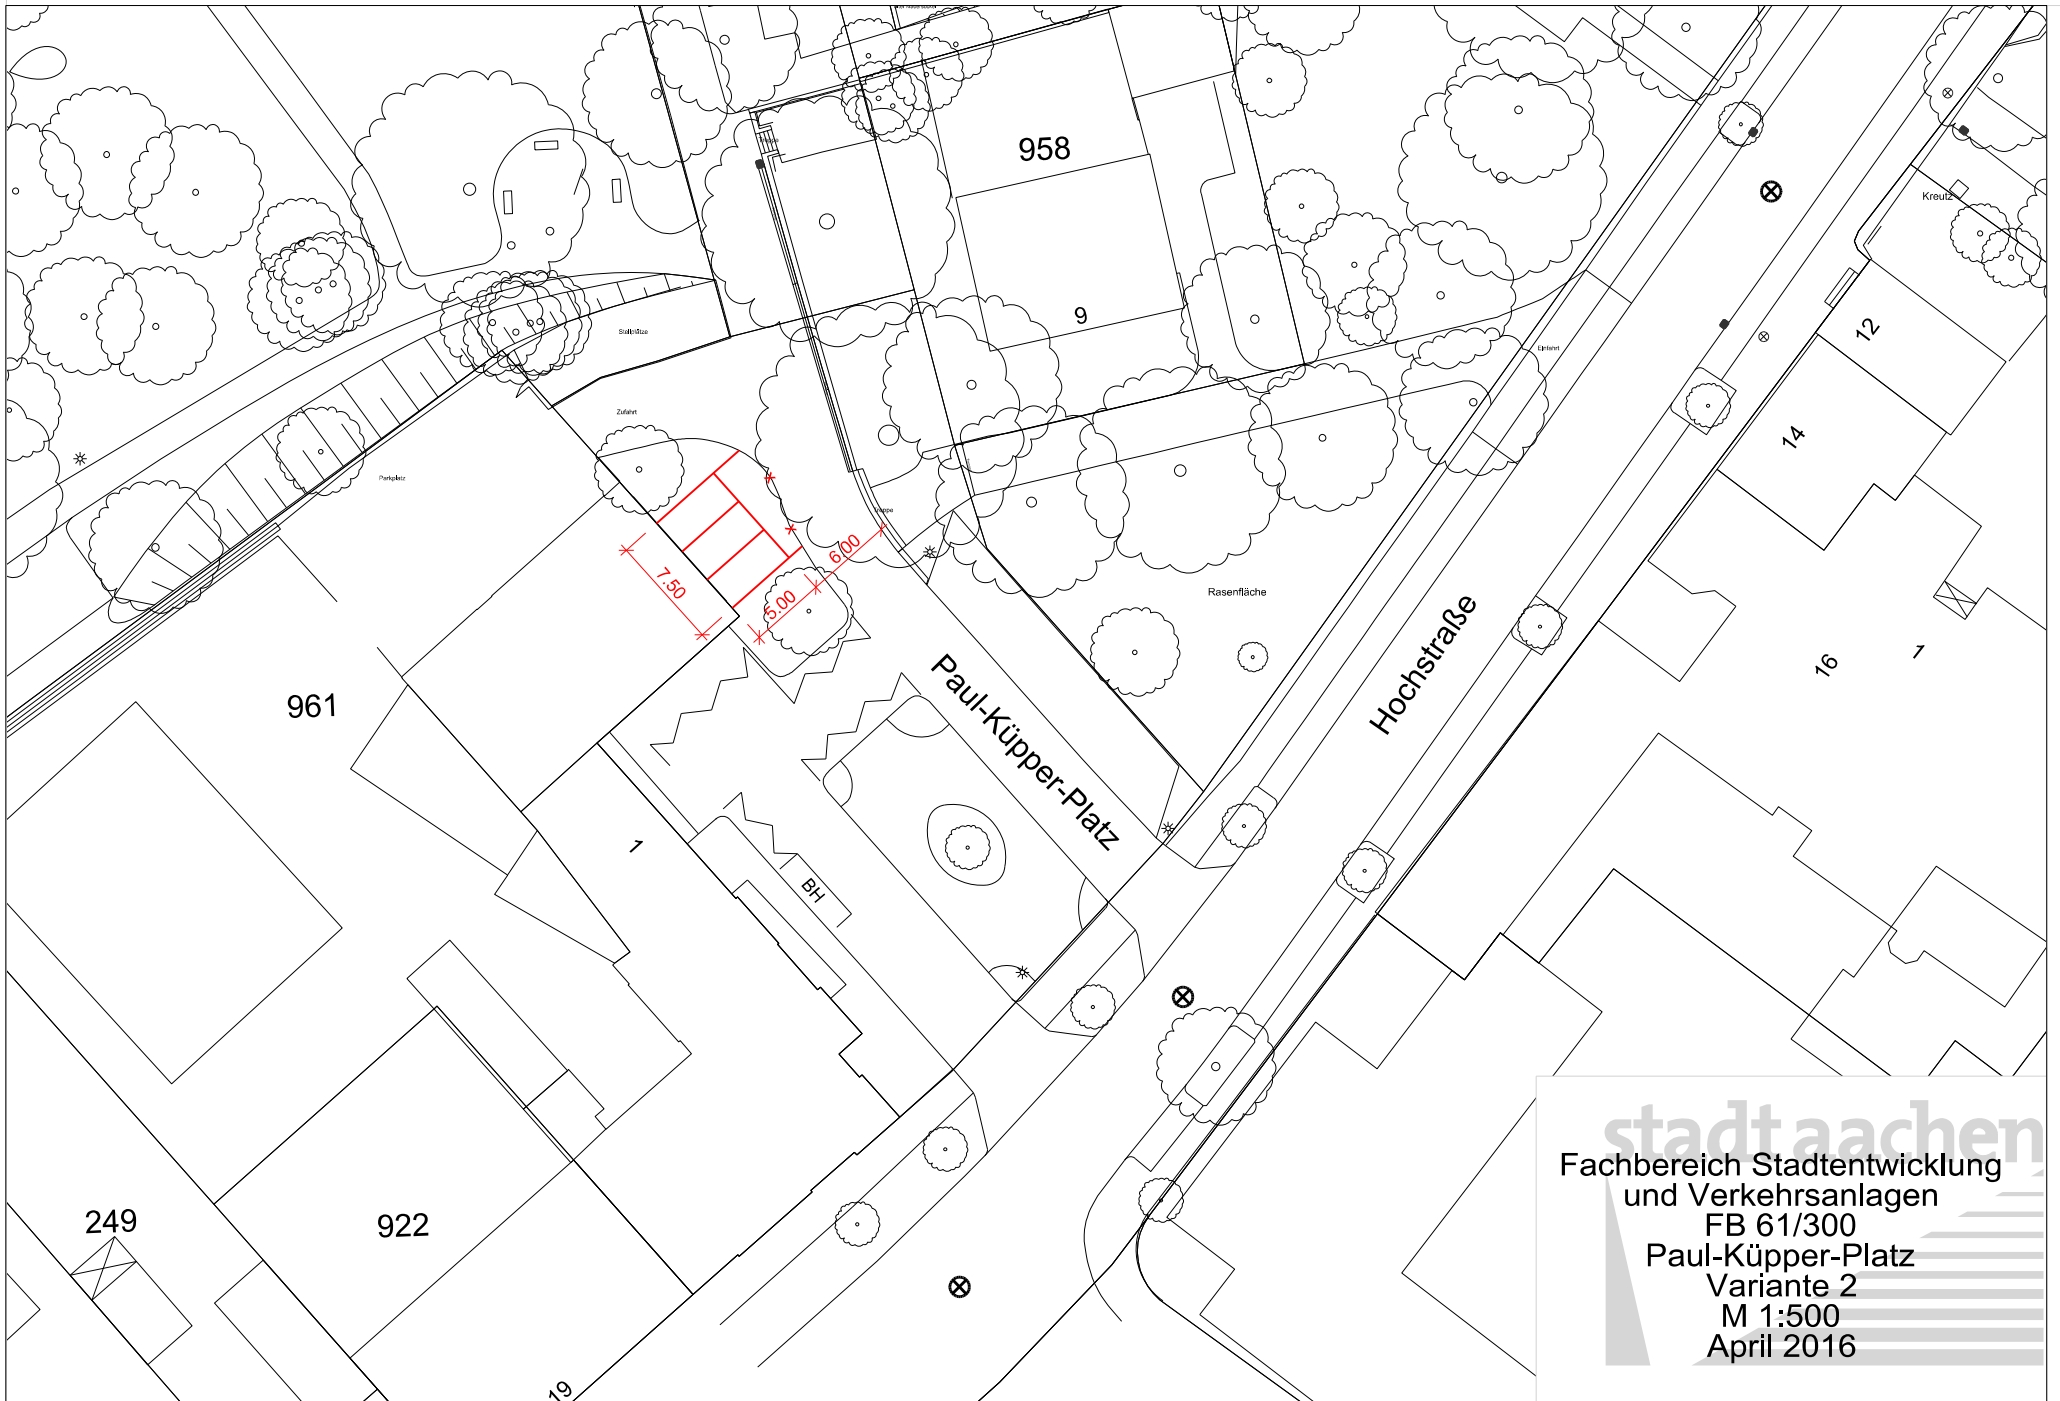 958
Kreutz
9
12
Stellplätze
Einfahrt
Zufahrt
14
Parkplatz
Treppe
6.00
7.50
5.00
Rasenfläche
Hochstraße
16
1
961
Paul-Küpper-Platz
1
BH
stadt aachen
Fachbereich Stadtentwicklung
und Verkehrsanlagen
FB 61/300
Paul-Küpper-Platz
Variante 2
M 1:500
April 2016
249
922
19